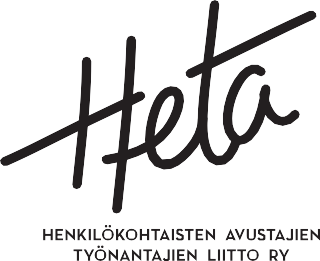 Heta
HENKILÖKOHTAISTEN AVUSTAJIEN
TYÖNANTAJIEN LIITTO RY